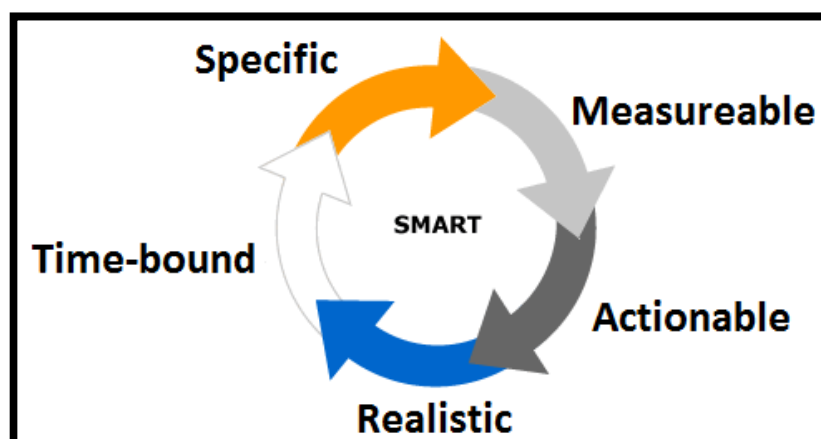 Specific
Measureable
SMART
Time-bound
Actionable
Realistic